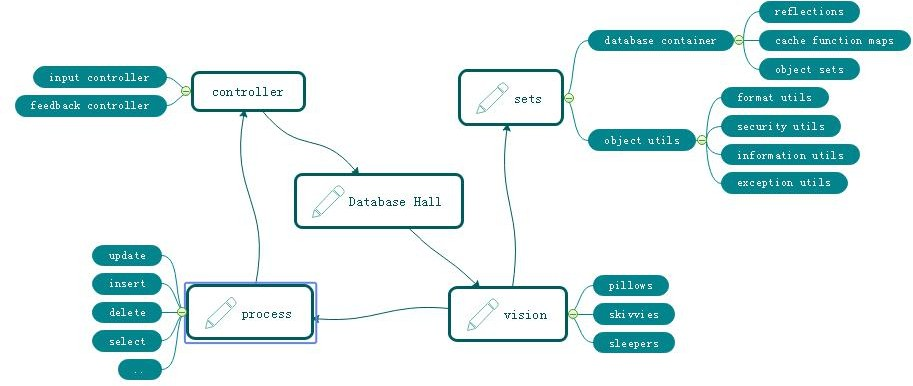 reflections
database container
cache function maps
object sets
input controller
controller
sets
feedback controller
format utils
security utils
object utils
information utils
exception utils
Database Hall
update
insert
delete
select
..
process
vision
pillows
skivvies
sleepers